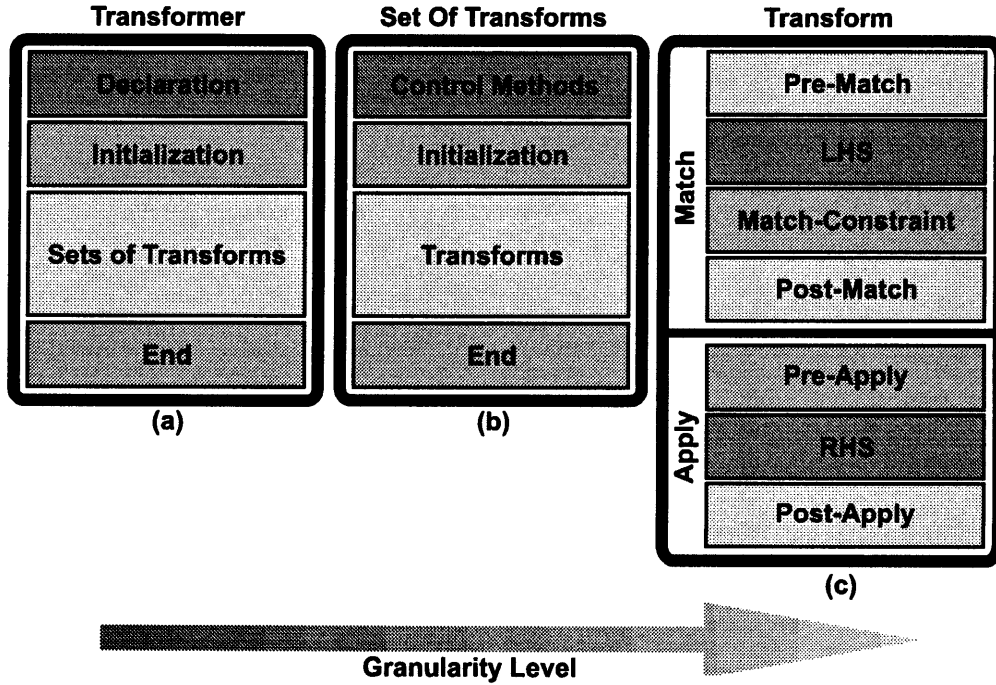 Transformer
Declaration
Initialization
Sets of Transforms
End
(a)
Set Of Transforms
Control Methods
Initialization
Transforms
End
(b)
Transform
Match
Pre-Match
LHS
Match-Constraint
Post-Match
Apply
Pre-Apply
RHS
Post-Apply
(c)
Granularity Level